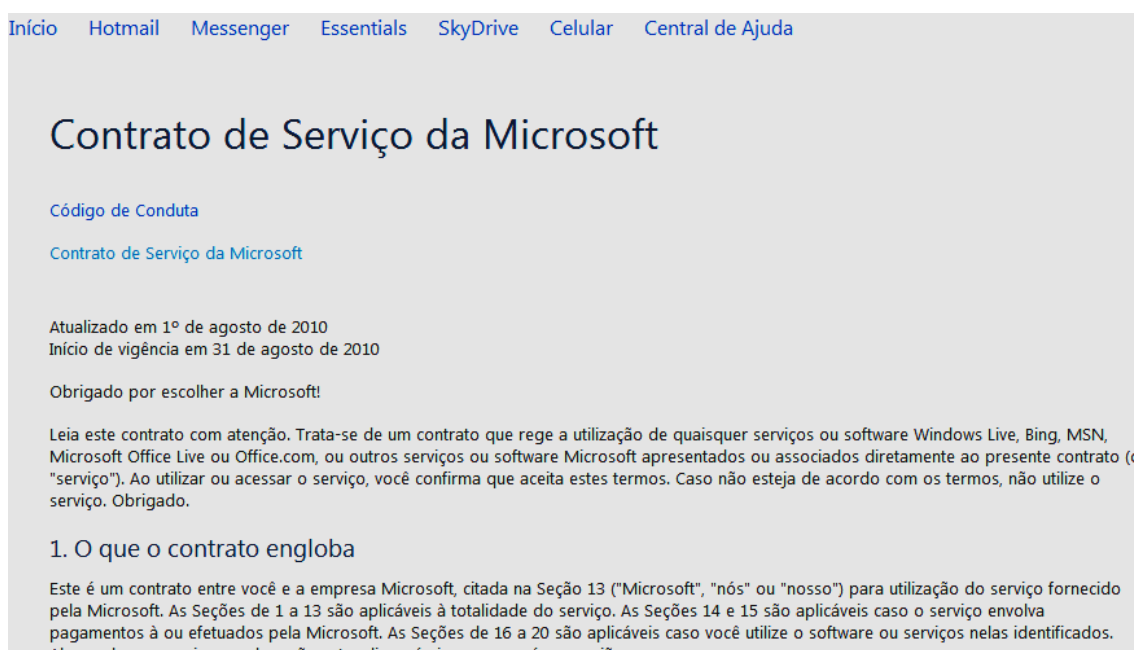 Início Hotmail Messenger Essentials SkyDrive Celular Central de Ajuda
Contrato de Serviço da Microsoft
Código de Conduta
Contrato de Serviço da Microsoft
Atualizado em 1º de agosto de 2010
Início de vigência em 31 de agosto de 2010
Obrigado por escolher a Microsoft!
Leia este contrato com atenção. Trata-se de um contrato que rege a utilização de quaisquer serviços ou software Windows Live, Bing, MSN,
Microsoft Office Live ou Office.com, ou outros serviços ou software Microsoft apresentados ou associados diretamente ao presente contrato (
"serviço"). Ao utilizar ou acessar o serviço, você confirma que aceita estes termos. Caso não esteja de acordo com os termos, não utilize o
serviço. Obrigado.
1. O que o contrato engloba
Este é um contrato entre você e a empresa Microsoft, citada na Seção 13 ("Microsoft", "nós" ou "nosso") para utilização do serviço fornecido
pela Microsoft. As Seções de 1 a 13 são aplicáveis à totalidade do serviço. As Seções 14 e 15 são aplicáveis caso o serviço envolva
pagamentos à ou efetuados pela Microsoft. As Seções de 16 a 20 são aplicáveis caso você utilize o software ou serviços nelas identificados.